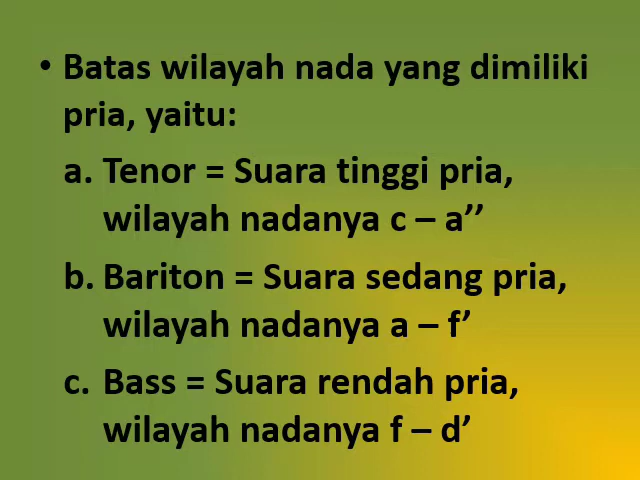 • Batas wilayah nada yang dimiliki
pria, yaitu:
a. Tenor = Suara tinggi pria,
wilayah nadanya c – a’’
b. Bariton = Suara sedang pria,
wilayah nadanya a – f’
c. Bass = Suara rendah pria,
wilayah nadanya f – d’